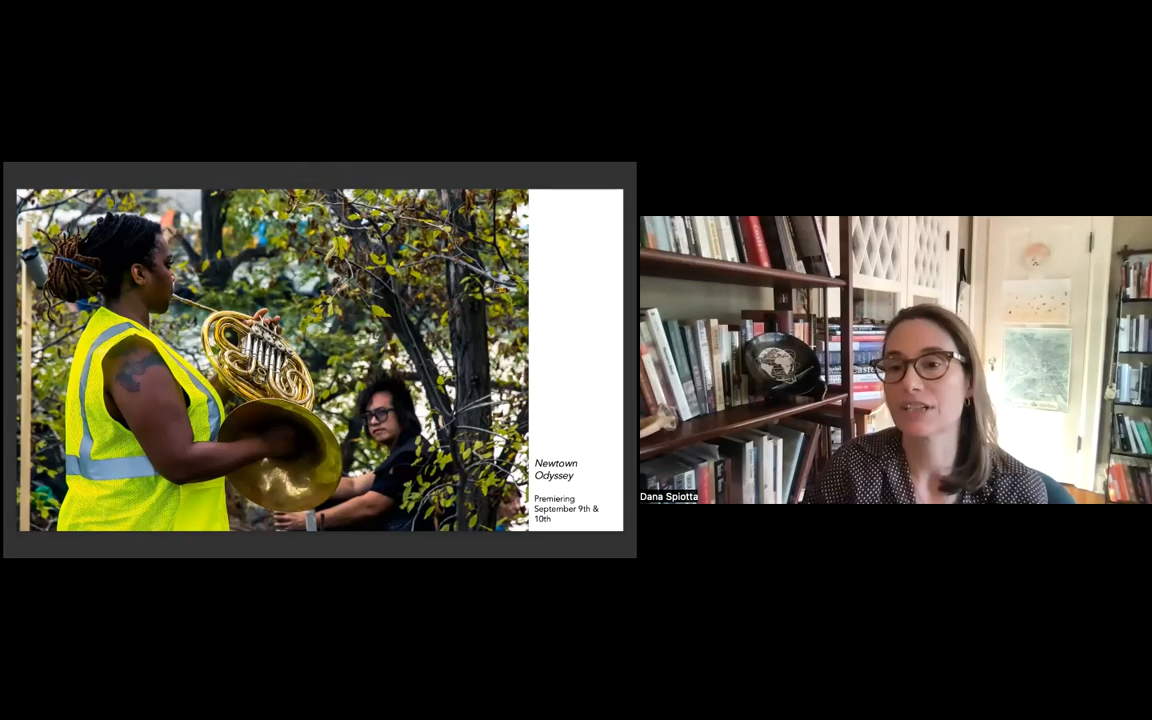 Newtown
Odyssey
Premiering
September 9th &
10th
Dana Spiotta